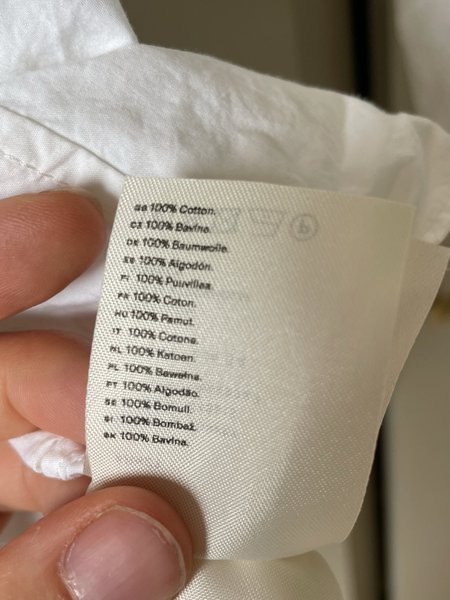 GB 100% Cotton.
CZ 100% Bavlna.
DE 100% Baumwolle.
ES 100% Algodón.
FI 100% Puuvillaa.
FR 100% Coton.
HU 100% Pamut.
IT 100% Cotone.
NL 100% Katoen.
PL 100% Bawełna.
PT 100% Algodão.
SE 100% Bomull.
SI 100% Bombaž.
SK 100% Bavlna.